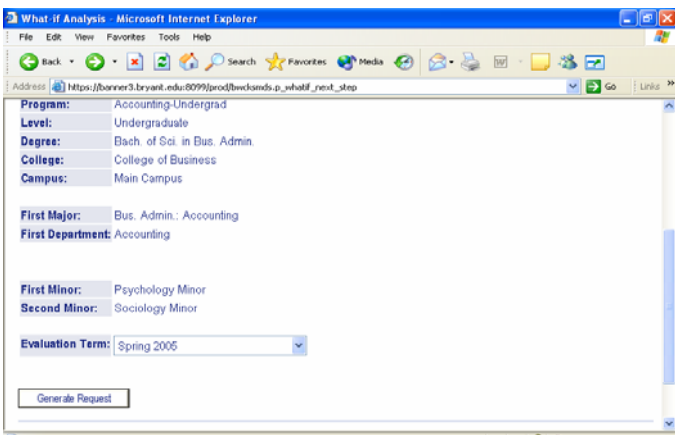 What-if Analysis - Microsoft Internet Explorer
File Edit View Favorites Tools Help
Back Search Favorites Media
Address https://banner3.bryant.edu:8099/prod/bwcksmds.p_whatif_next_step Go Links »
Program: Accounting-Undergrad
Level: Undergraduate
Degree: Bach. of Sci. in Bus. Admin.
College: College of Business
Campus: Main Campus
First Major: Bus. Admin.: Accounting
First Department: Accounting
First Minor: Psychology Minor
Second Minor: Sociology Minor
Evaluation Term: Spring 2005
Generate Request